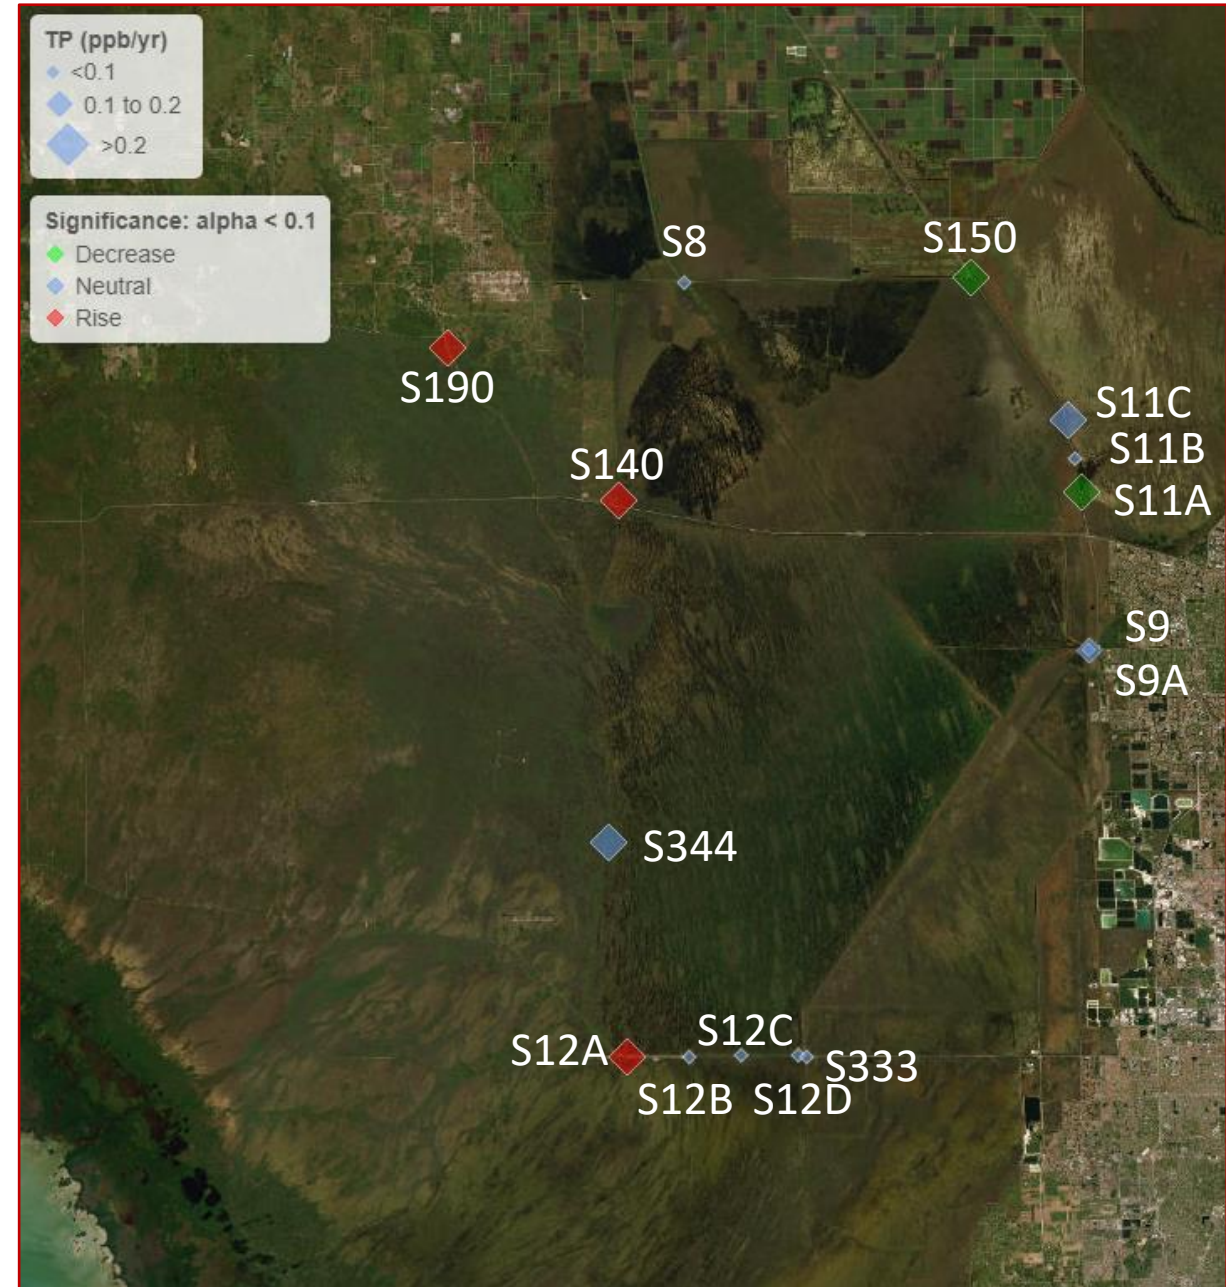 TP (ppb/yr)
<0.1
0.1 to 0.2
>0.2
Significance: alpha < 0.1
Decrease
Neutral
Rise
S8
S150
S190
S11C
S11B
S140
S11A
S9
S9A
S344
S12A
S12C
S333
S12B
S12D